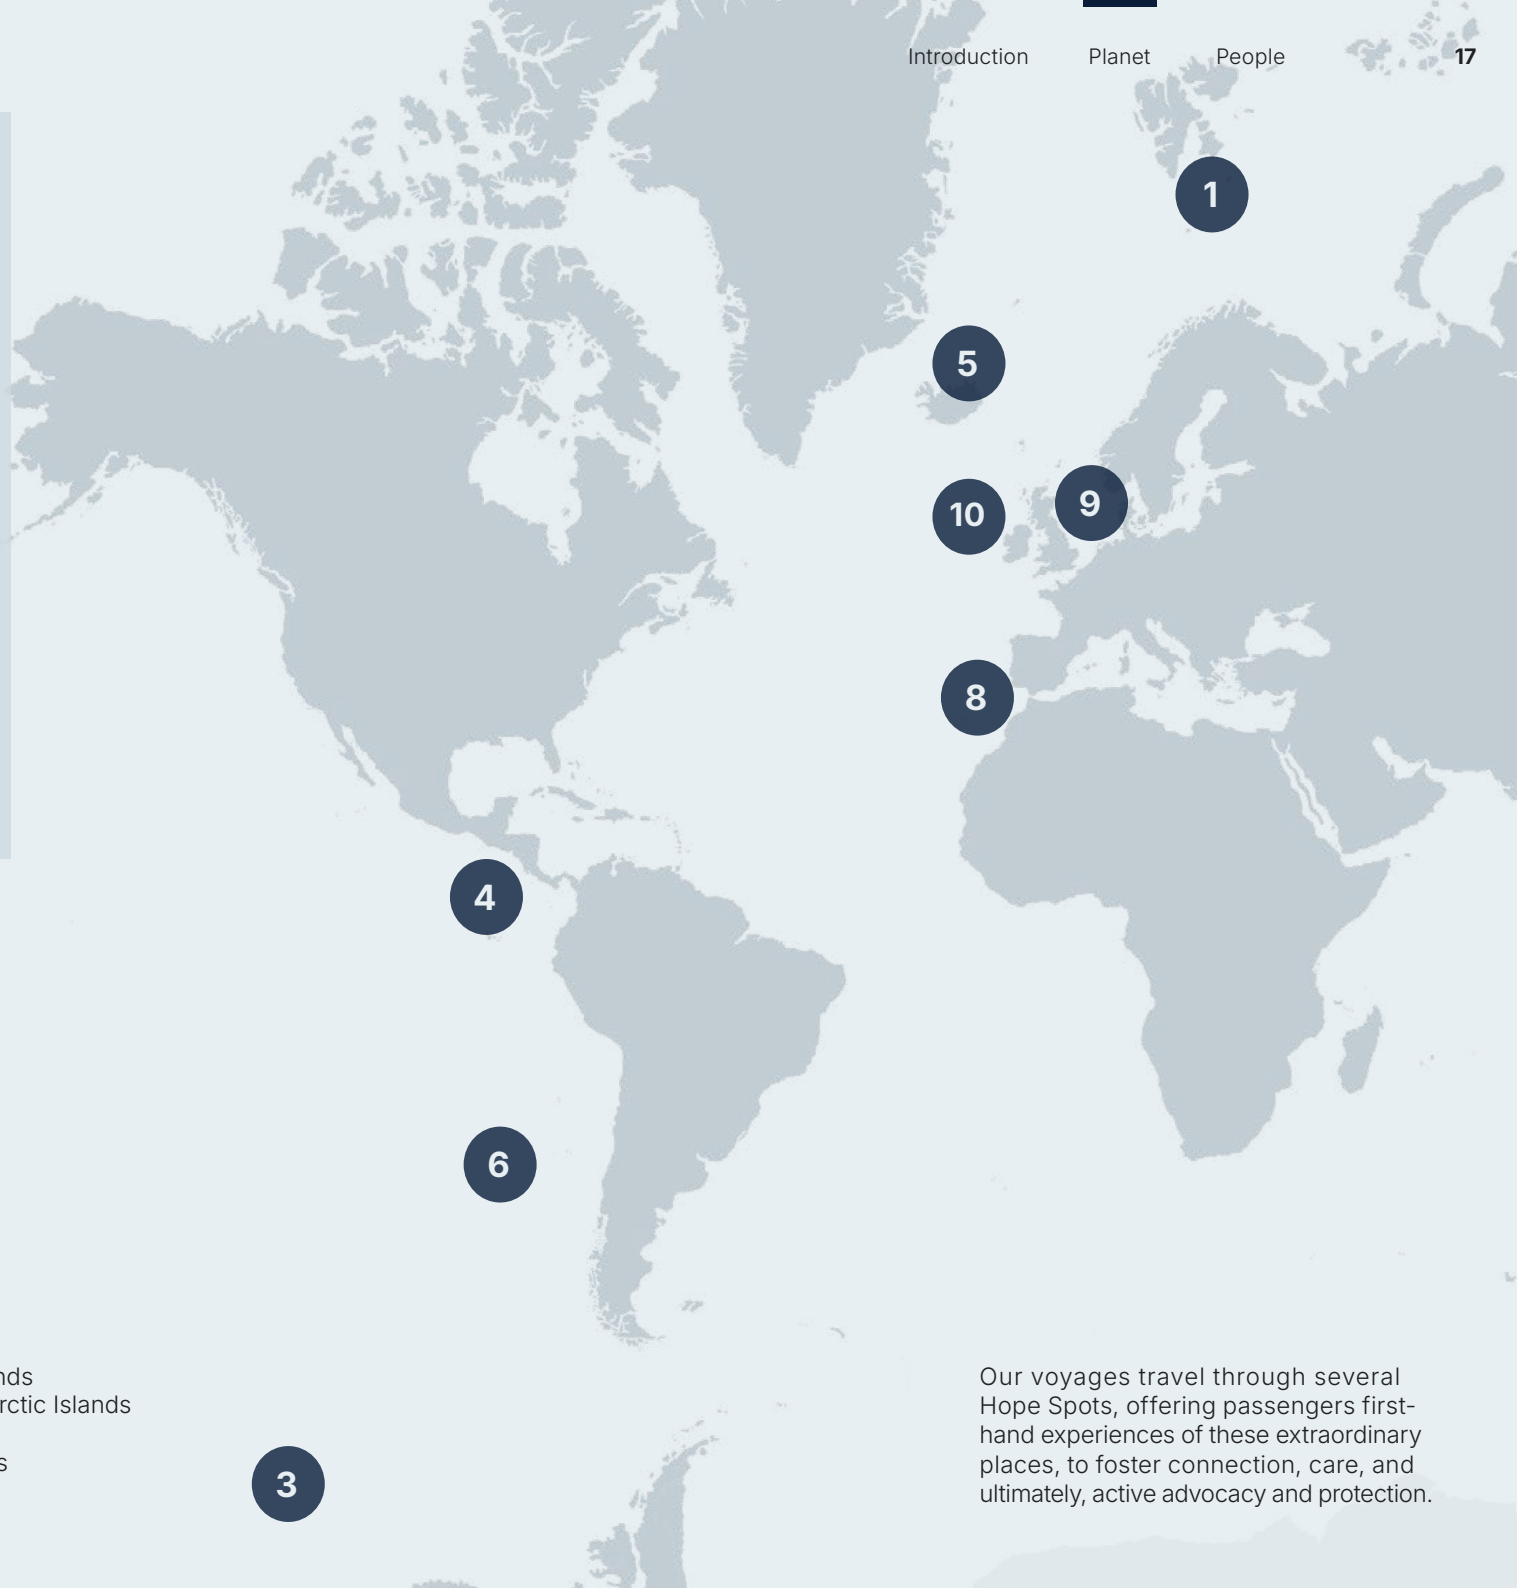 Introduction Planet People 17
1
5
10
9
8
4
6
nds
rctic Islands
s
3
Our voyages travel through several
Hope Spots, offering passengers first-
hand experiences of these extraordinary
places, to foster connection, care, and
ultimately, active advocacy and protection.